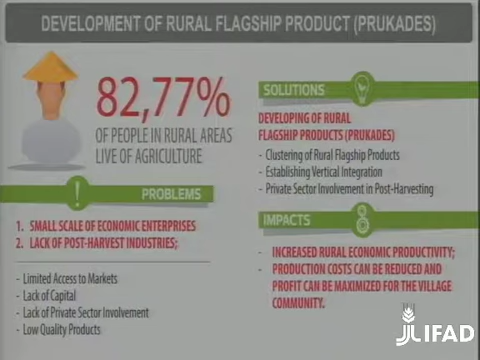 DEVELOPMENT OF RURAL FLAGSHIP PRODUCT (PRUKADES)
82,77%
OF PEOPLE IN RURAL AREAS
LIVE OF AGRICULTURE
PROBLEMS
1. SMALL SCALE OF ECONOMIC ENTERPRISES
2. LACK OF POST-HARVEST INDUSTRIES;
- Limited Access to Markets
- Lack of Capital
- Lack of Private Sector Involvement
- Low Quality Products
SOLUTIONS
DEVELOPING OF RURAL
FLAGSHIP PRODUCTS (PRUKADES)
- Clustering of Rural Flagship Products
- Establishing Vertical Integration
- Private Sector Involvement in Post-Harvesting
IMPACTS
- INCREASED RURAL ECONOMIC PRODUCTIVITY;
- PRODUCTION COSTS CAN BE REDUCED AND
PROFIT CAN BE MAXIMIZED FOR THE VILLAGE
COMMUNITY.
IFAD